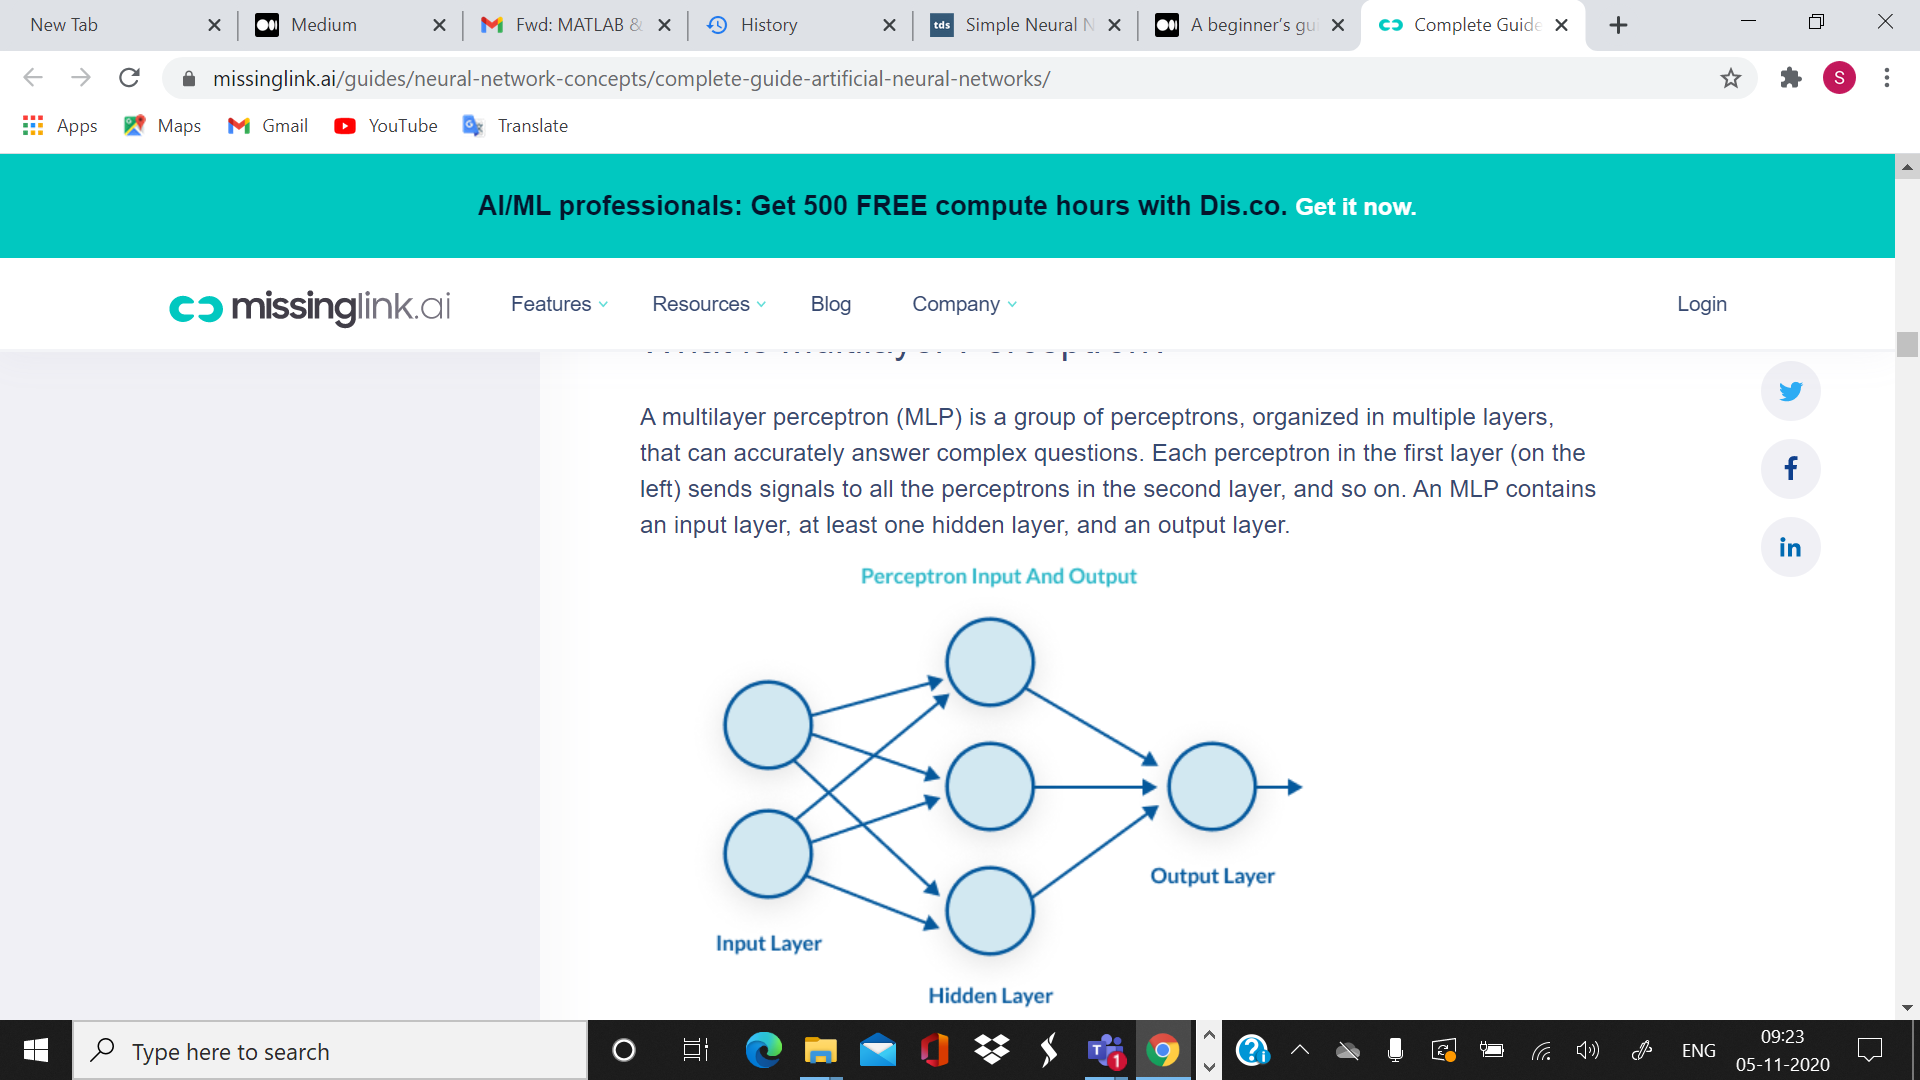 New Tab
Medium
Fwd: MATLAB &
History
tds
Simple Neural N
A beginner's gui
Complete Guide
missinglink.ai/guides/neural-network-concepts/complete-guide-artificial-neural-networks/
S
Apps
Maps
Gmail
YouTube
Translate
AI/ML professionals: Get 500 FREE compute hours with Dis.co. Get it now.
missinglink.ai
Features
Resources
Blog
Company
Login
A multilayer perceptron (MLP) is a group of perceptrons, organized in multiple layers,
that can accurately answer complex questions. Each perceptron in the first layer (on the
left) sends signals to all the perceptrons in the second layer, and so on. An MLP contains
an input layer, at least one hidden layer, and an output layer.
Perceptron Input And Output
Output Layer
Input Layer
Hidden Layer
Type here to search
1
ENG
09:23
05-11-2020